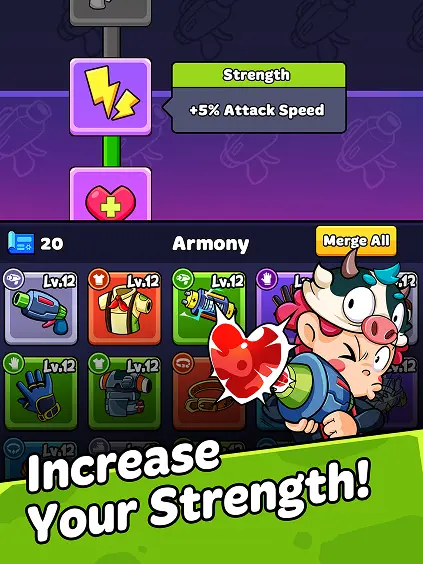 Strength
+5% Attack Speed
20
Armony
Merge All
Lv.12
Lv.12
Lv.12
Lv.12
Lv.12
Lv.12
Increase
Your Strength!